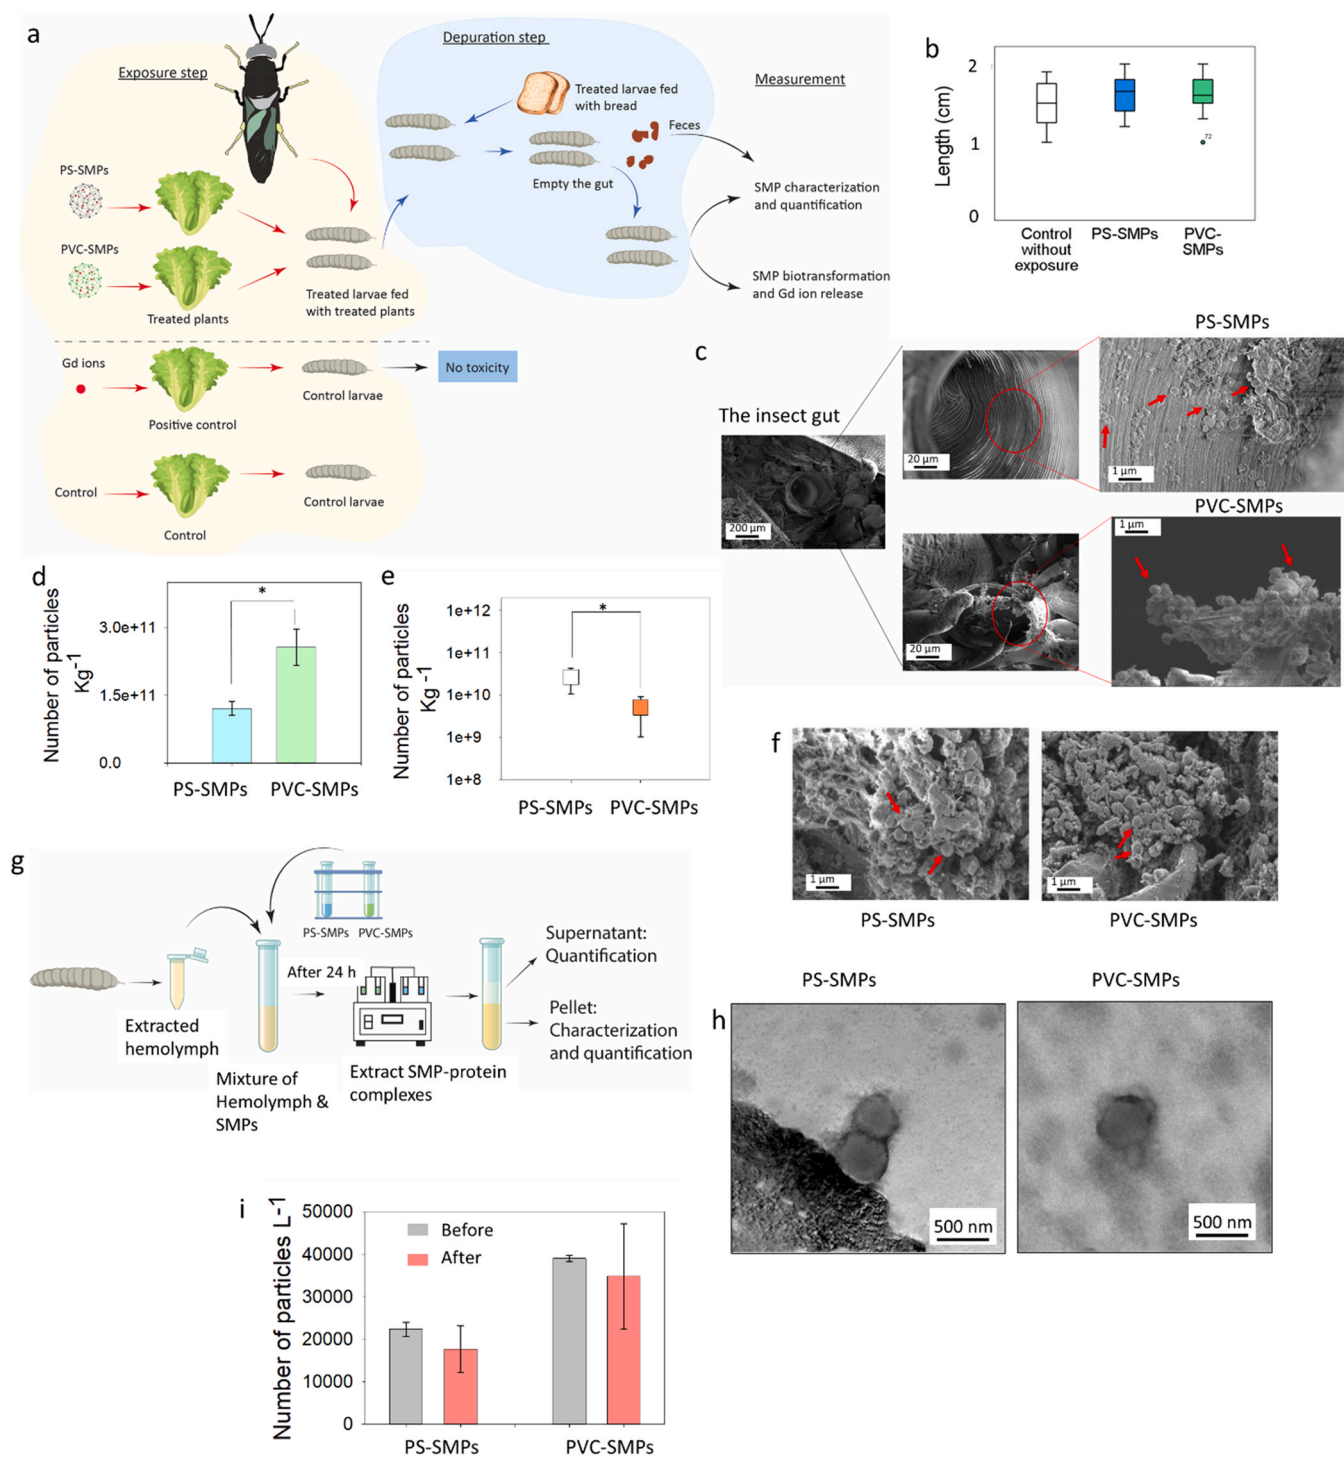 a
Exposure step
Depuration step
Measurement
PS-SMPs
PVC-SMPs
Treated plants
Treated larvae fed
with treated plants
Treated larvae fed
with bread
Feces
Empty the gut
SMP characterization
and quantification
SMP biotransformation
and Gd ion release
Gd ions
Positive control
Control larvae
No toxicity
Control
Control
Control larvae
b
Length (cm)
2
1
0
72
Control
without
exposure
PS-SMPs
PVC-
SMPs
c
The insect gut
200 µm
20 µm
20 µm
PS-SMPs
1 µm
PVC-SMPs
1 µm
d
Number of particles
Kg-1
3.0e+11
1.5e+11
0.0
*
PS-SMPs
PVC-SMPs
e
Number of particles
Kg-1
1e+12
1e+11
1e+10
1e+9
1e+8
*
PS-SMPs
PVC-SMPs
f
1 µm
1 µm
PS-SMPs
PVC-SMPs
g
PS-SMPs
PVC-SMPs
After 24 h
Extracted
hemolymph
Mixture of
Hemolymph &
SMPs
Extract SMP-protein
complexes
Supernatant:
Quantification
Pellet:
Characterization
and quantification
h
PS-SMPs
PVC-SMPs
500 nm
500 nm
i
Number of particles L-1
50000
40000
30000
20000
10000
0
Before
After
PS-SMPs
PVC-SMPs